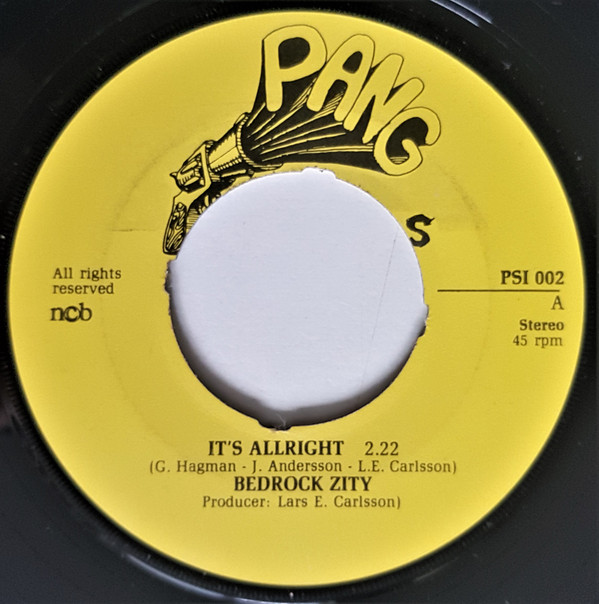 PANG
S
All rights
reserved
ncb
PSI 002
A
Stereo
45 rpm
IT'S ALLRIGHT 2.22
(G. Hagman - J. Andersson - L.E. Carlsson)
BEDROCK ZITY
Producer: Lars E. Carlsson)